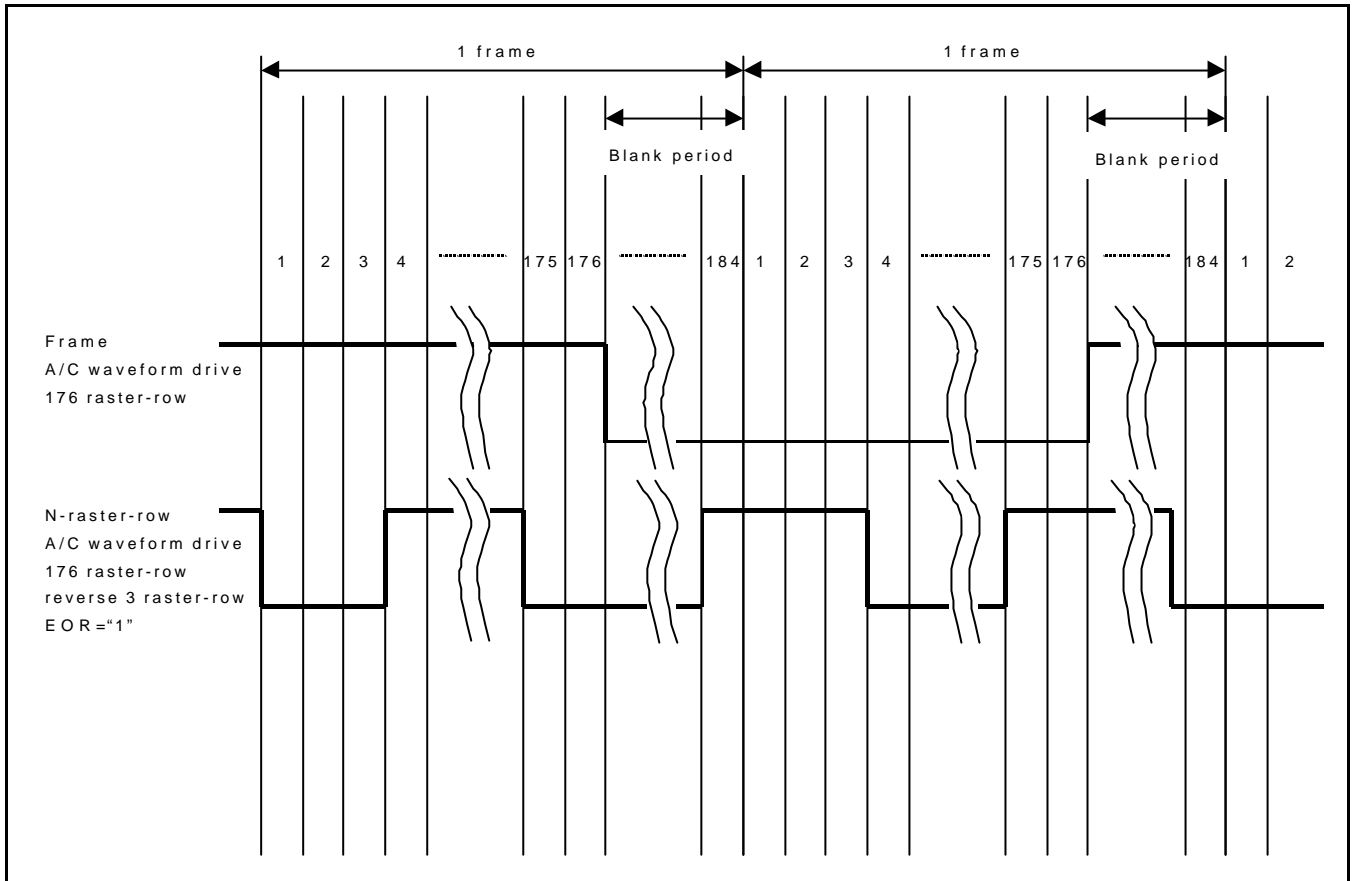 1 frame 1 frame
Blank period Blank period
1 2 3 4 175 176 184 1 2 3 4 175 176 184 1 2
Frame
A/C waveform drive
176 raster-row
N-raster-row
A/C waveform drive
176 raster-row
reverse 3 raster-row
EOR=“1”